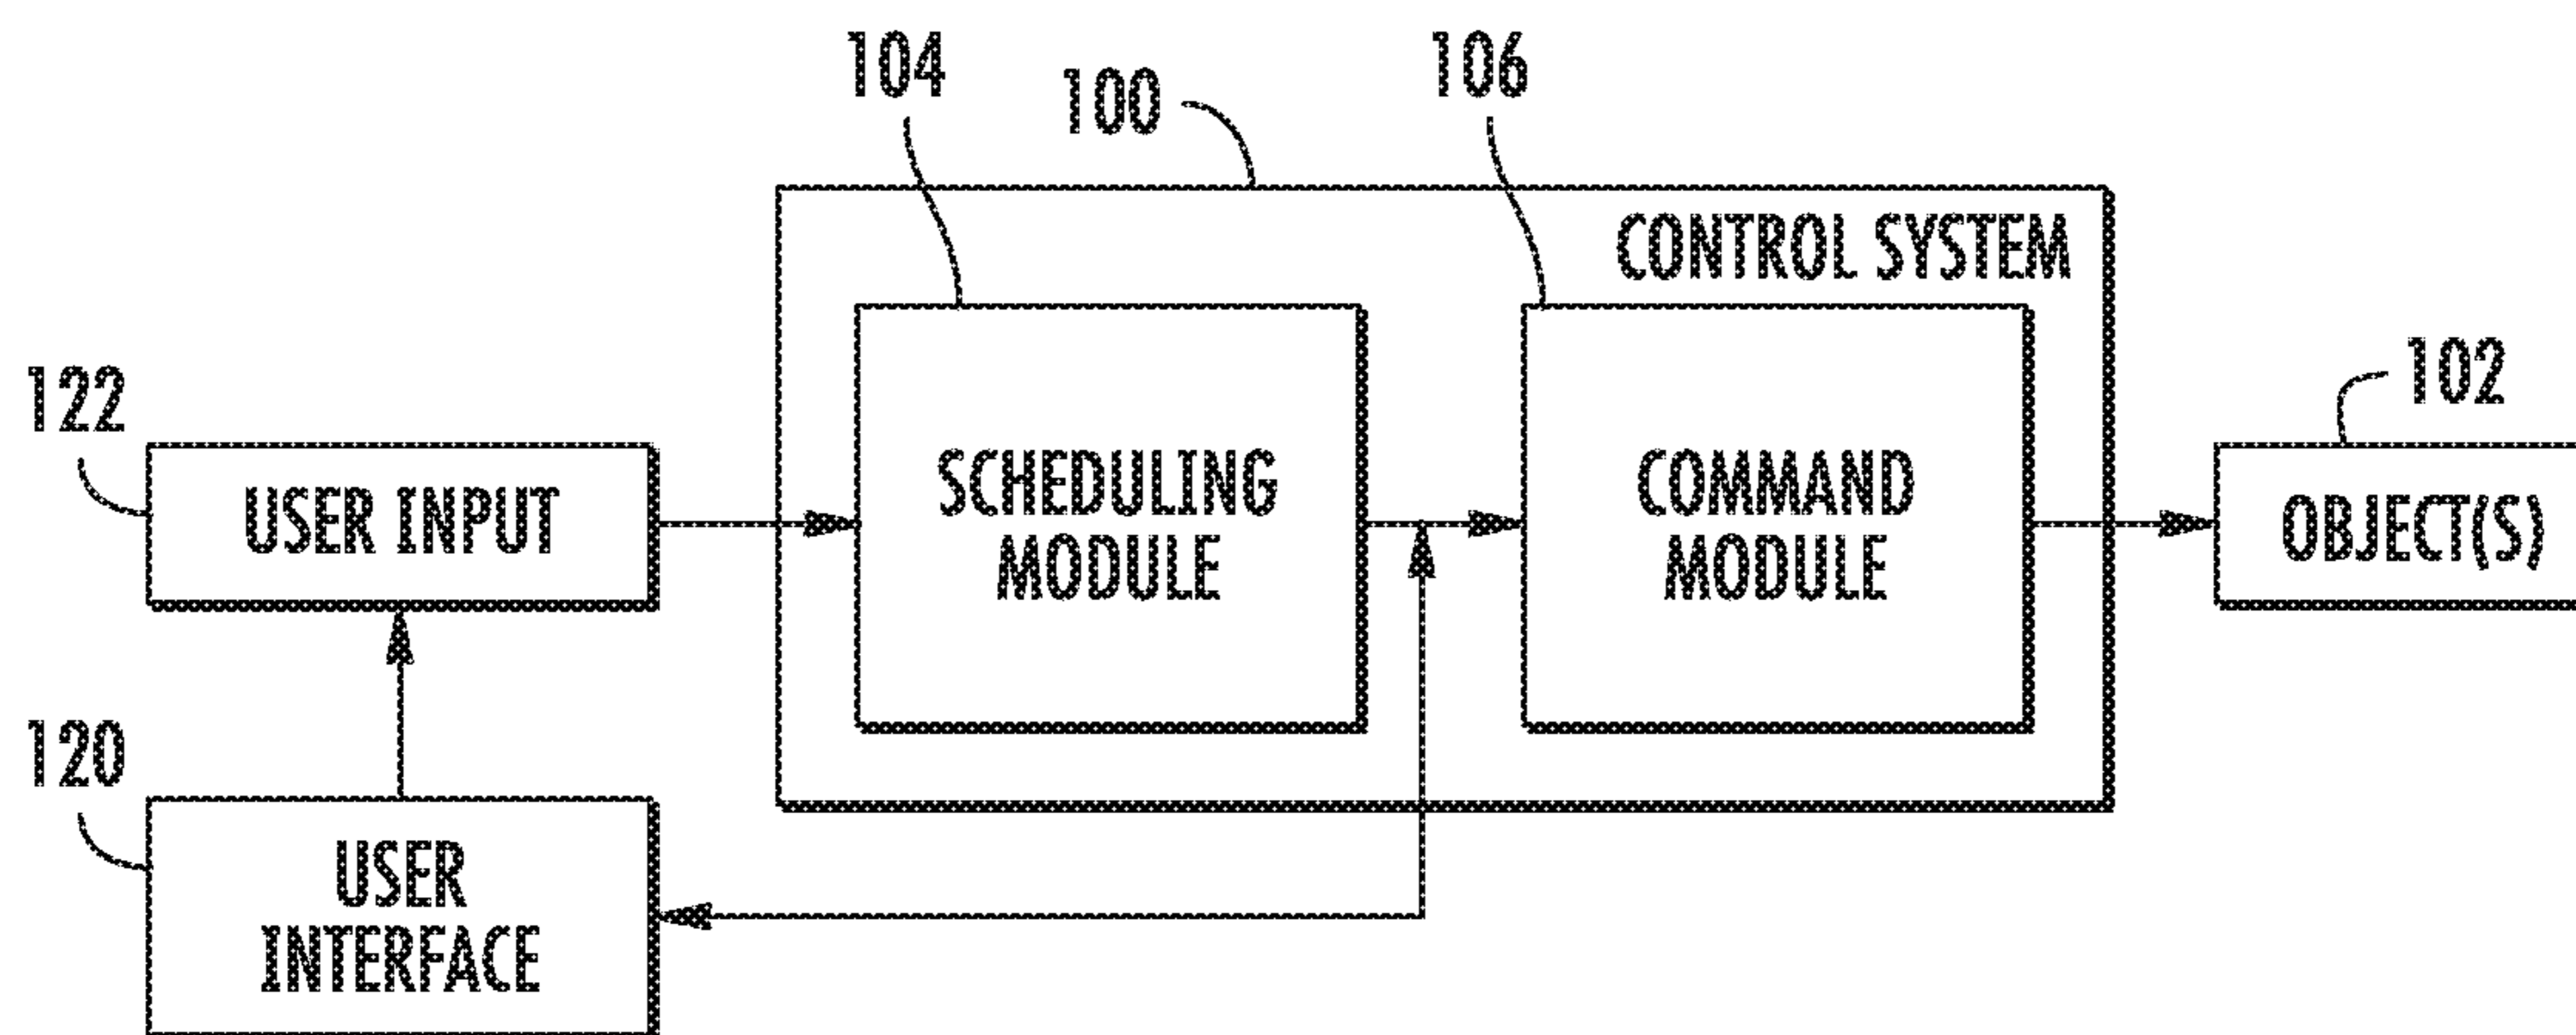 104
106
100
CONTROL SYSTEM
102
122
SCHEDULING
MODULE
COMMAND
MODULE
USER INPUT
OBJECT(S)
120
USER
INTERFACE